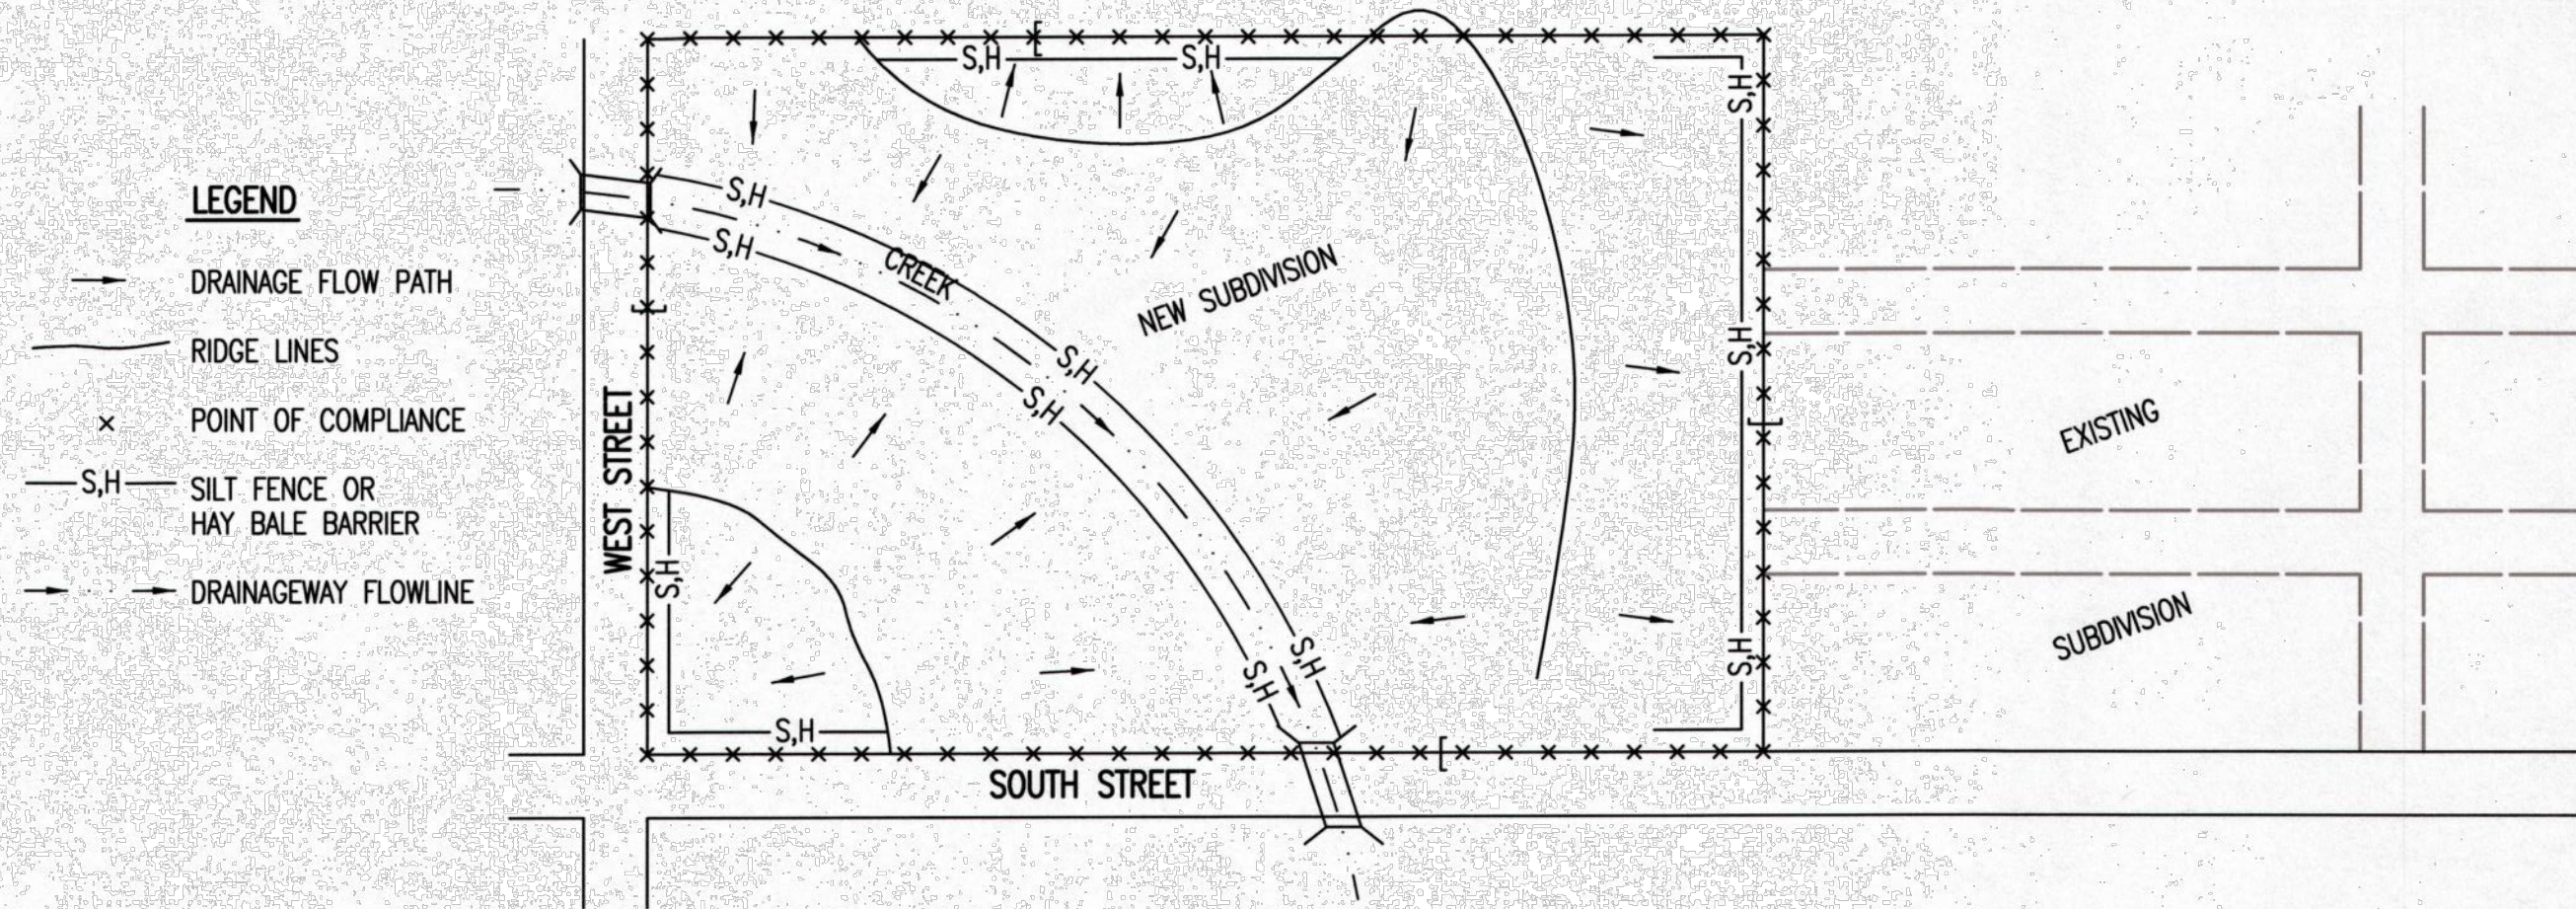 LEGEND
DRAINAGE FLOW PATH
RIDGE LINES
× POINT OF COMPLIANCE
S,H SILT FENCE OR
HAY BALE BARRIER
DRAINAGEWAY FLOWLINE
WEST STREET
SOUTH STREET
S,H
S,H
S,H
S,H
CREEK
NEW SUBDIVISION
S,H
S,H
S,H
S,H
S,H
S,H
S,H
S,H
S,H
EXISTING
SUBDIVISION